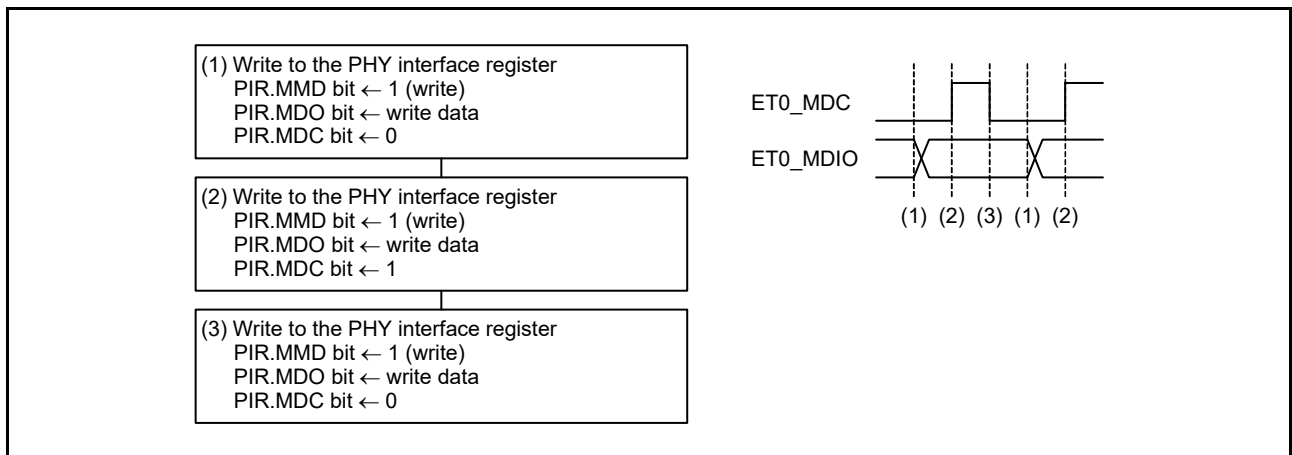 (1) Write to the PHY interface register
PIR.MMD bit ← 1 (write)
PIR.MDO bit ← write data
PIR.MDC bit ← 0
(2) Write to the PHY interface register
PIR.MMD bit ← 1 (write)
PIR.MDO bit ← write data
PIR.MDC bit ← 1
(3) Write to the PHY interface register
PIR.MMD bit ← 1 (write)
PIR.MDO bit ← write data
PIR.MDC bit ← 0
ET0_MDC
ET0_MDIO
(1) (2) (3) (1) (2)